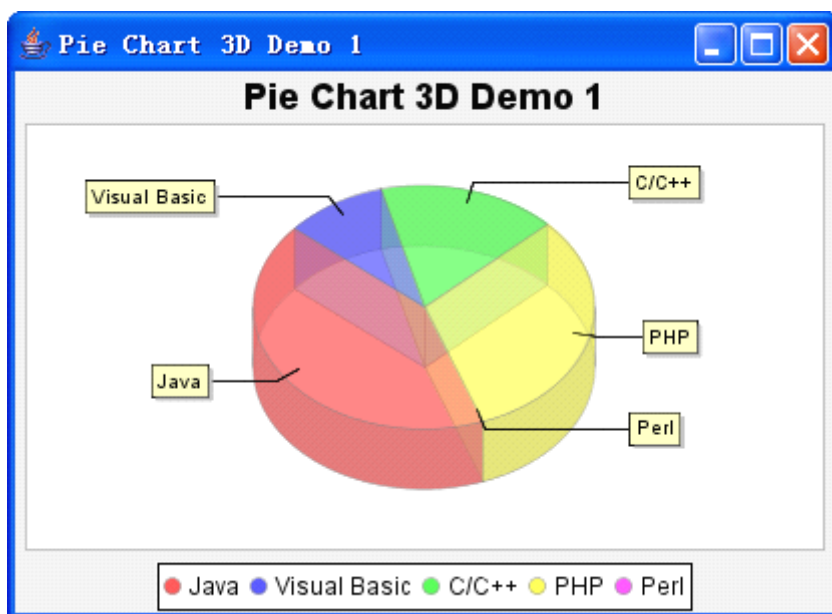 Pie Chart 3D Demo 1
Pie Chart 3D Demo 1
Visual Basic
C/C++
PHP
Java
Perl
Java Visual Basic C/C++ PHP Perl